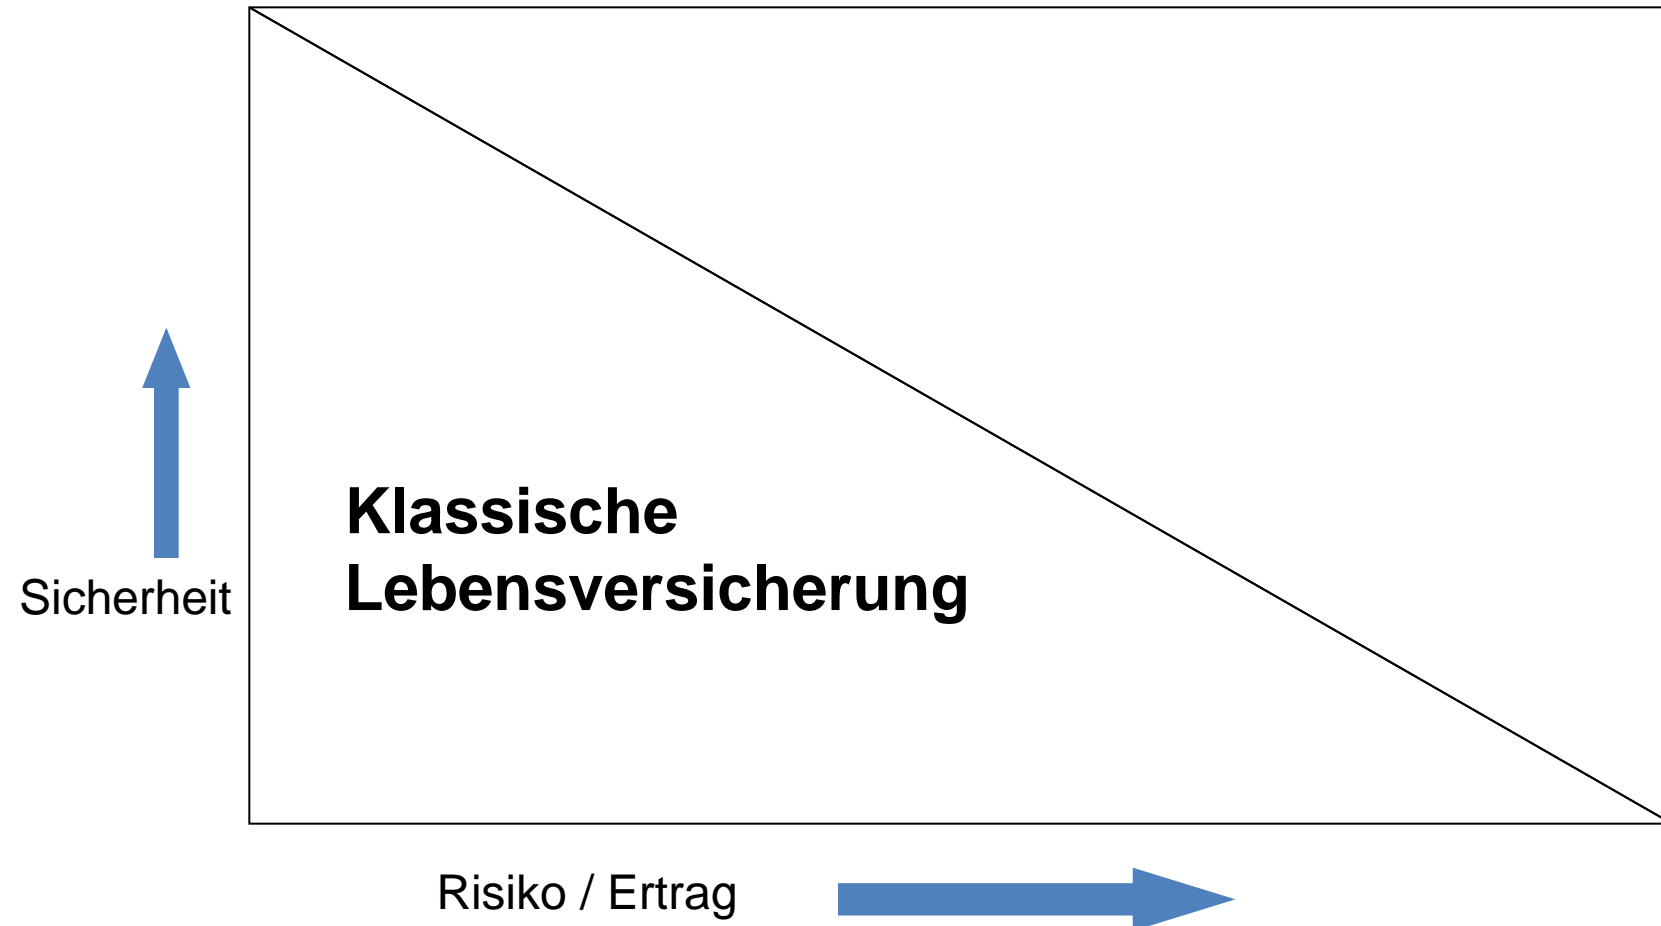 Klassische
Lebensversicherung
Sicherheit
Risiko / Ertrag